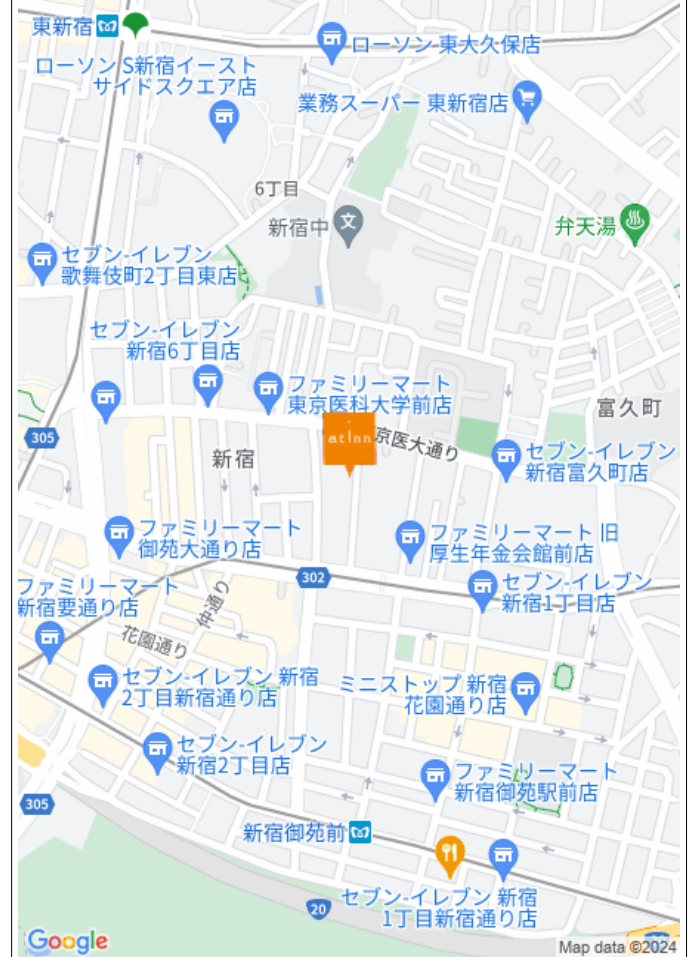 東新宿
ローソン 東大久保店
ローソン S新宿イースト
サイドスクエア店
業務スーパー 東新宿店
6丁目
新宿中
文
弁天湯
セブン-イレブン
歌舞伎町2丁目東店
セブン-イレブン
新宿6丁目店
ファミリーマート
東京医科大学前店
富久町
305
atinn
京医大通り
新宿
セブン-イレブン
新宿富久町店
ファミリーマート
御苑大通り店
ファミリーマート 旧
厚生年金会館前店
302
ファミリーマート
新宿要通り店
仲通り
セブン-イレブン
新宿1丁目店
花園通り
セブン-イレブン 新宿
2丁目新宿通り店
ミニストップ 新宿
花園通り店
セブン-イレブン
新宿2丁目店
ファミリーマート
新宿御苑駅前店
305
新宿御苑前
セブン-イレブン 新宿
1丁目新宿通り店
20
Google
Map data ©2024